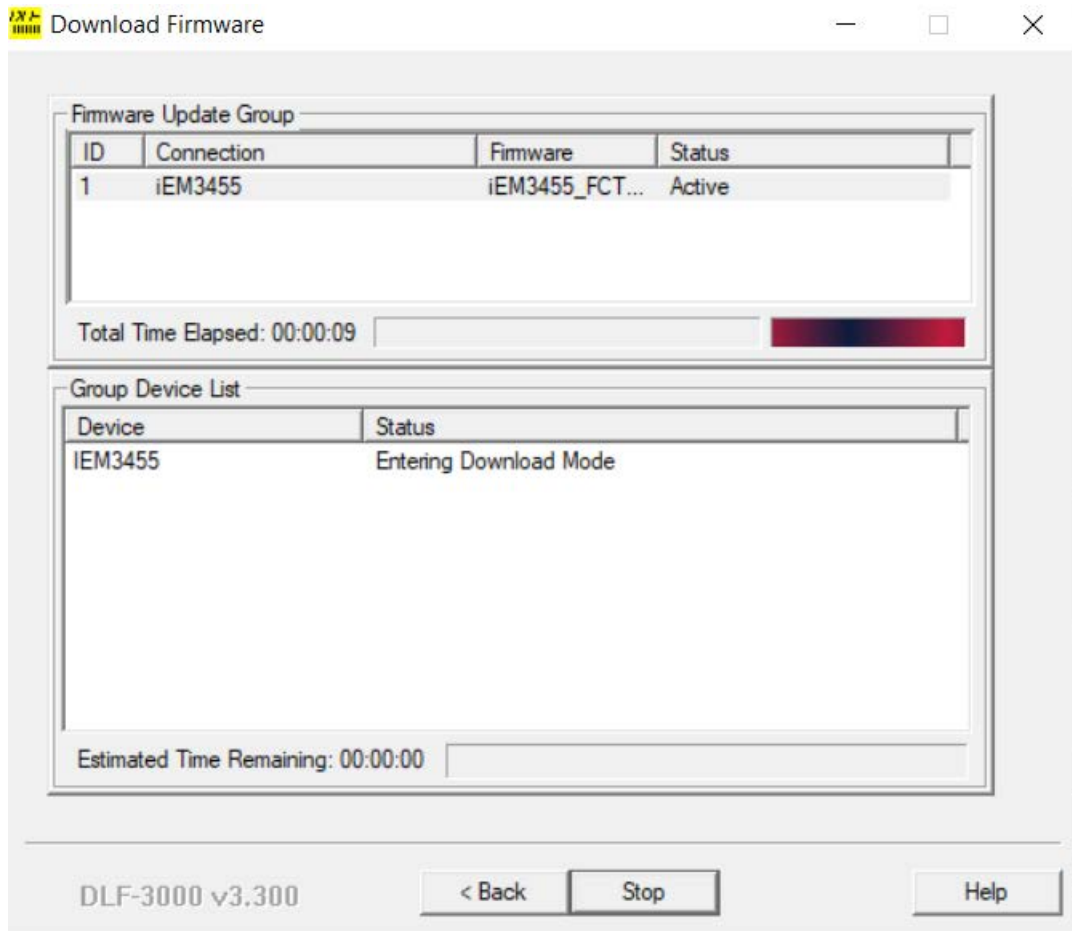 Download Firmware
Firmware Update Group
ID Connection Firmware Status
1 iEM3455 iEM3455_FCT... Active
Total Time Elapsed: 00:00:09
Group Device List
Device Status
IEM3455 Entering Download Mode
Estimated Time Remaining: 00:00:00
DLF-3000 v3.300 < Back Stop Help